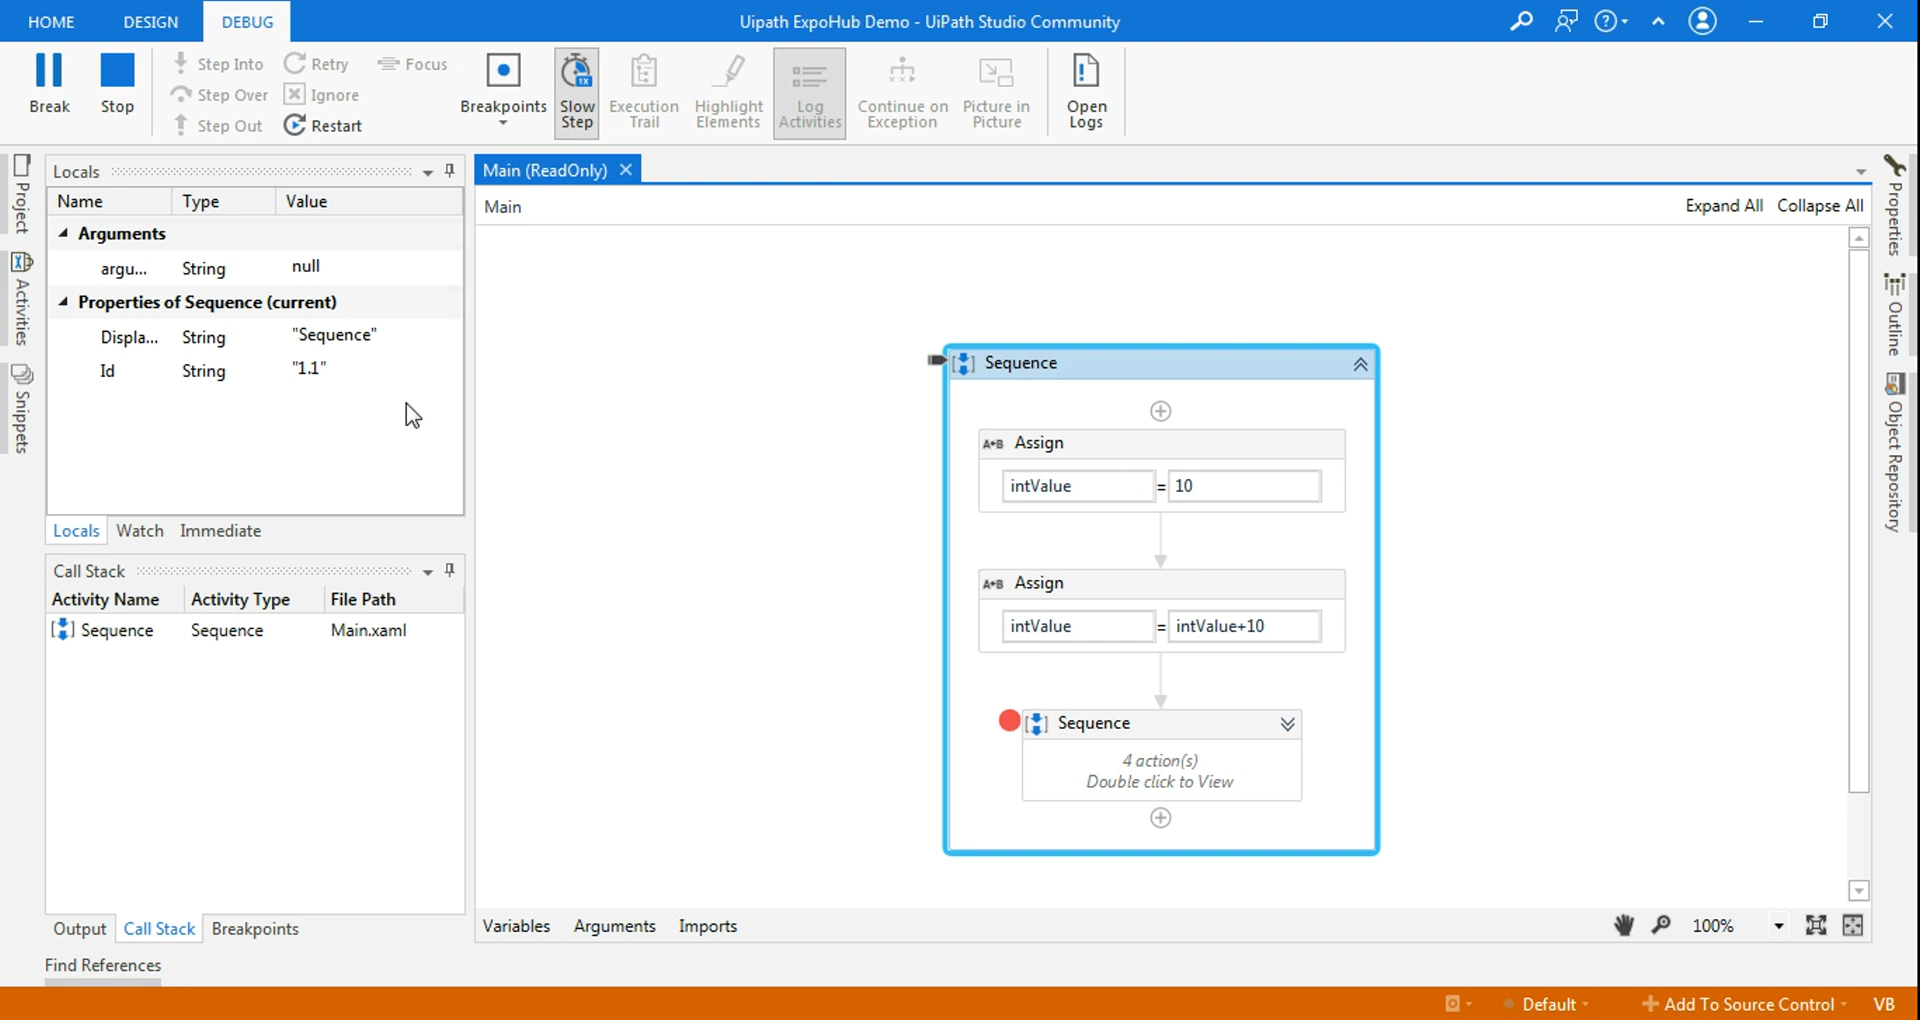 HOME DESIGN DEBUG Uipath ExpoHub Demo - UiPath Studio Community
Break
Stop
Step Into
Step Over
Step Out
Retry
Ignore
Restart
Focus
Breakpoints
Slow
Step
1X
Execution
Trail
Highlight
Elements
Log
Activities
Continue on
Exception
Picture in
Picture
Open
Logs
Project
Activities
Snippets
Locals
Name Type Value
Arguments
argu... String null
Properties of Sequence (current)
Displa... String "Sequence"
Id String "1.1"
Locals Watch Immediate
Call Stack
Activity Name Activity Type File Path
Sequence Sequence Main.xaml
Output Call Stack Breakpoints
Find References
Main (ReadOnly)
Main Expand All Collapse All
Sequence
A+B Assign
intValue = 10
A+B Assign
intValue = intValue+10
Sequence
4 action(s)
Double click to View
Variables Arguments Imports 100%
Properties
Outline
Object Repository
Default Add To Source Control VB